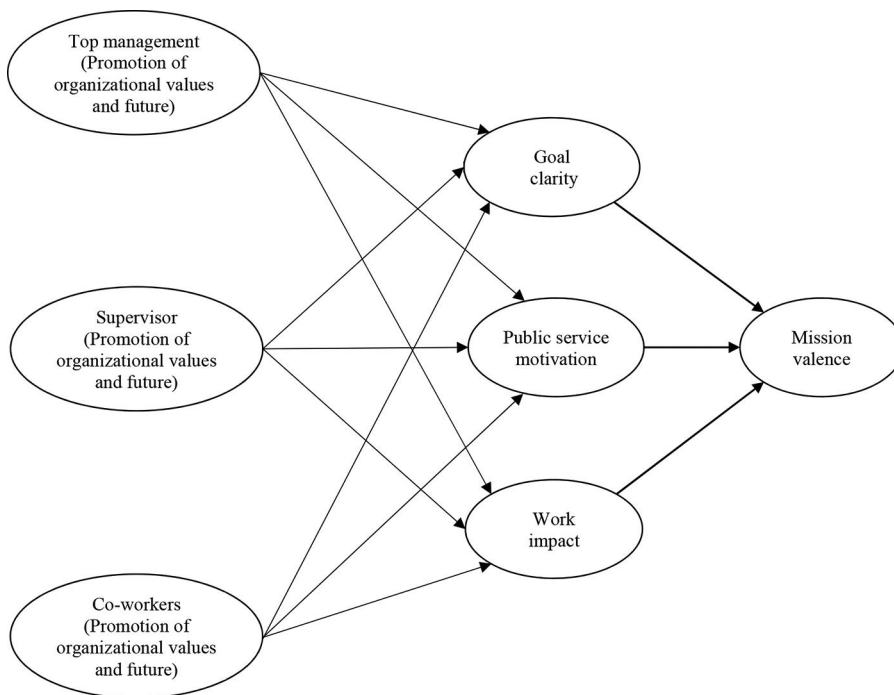 Top management
(Promotion of
organizational values
and future)
Goal
clarity
Supervisor
(Promotion of
organizational values
and future)
Public service
motivation
Mission
valence
Work
impact
Co-workers
(Promotion of
organizational values
and future)